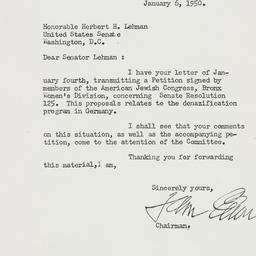 January 6, 1950.
Honorable Herbert H. Lehman
United States Senate
Washington, D.C.
Dear Senator Lehman :
I have your letter of Jan-
uary fourth, transmitting a Petition signed by
members of the American Jewish Congress, Bronx
Women's Division, concerning Senate Resolution
125. This proposals relates to the denazification
program in Germany.
I shall see that your comments
on this situation, as well as the accompanying pe-
tition, come to the attention of the Committee.
Thanking you for forwarding
this material,I am,
Sincerely yours,
Chairman,